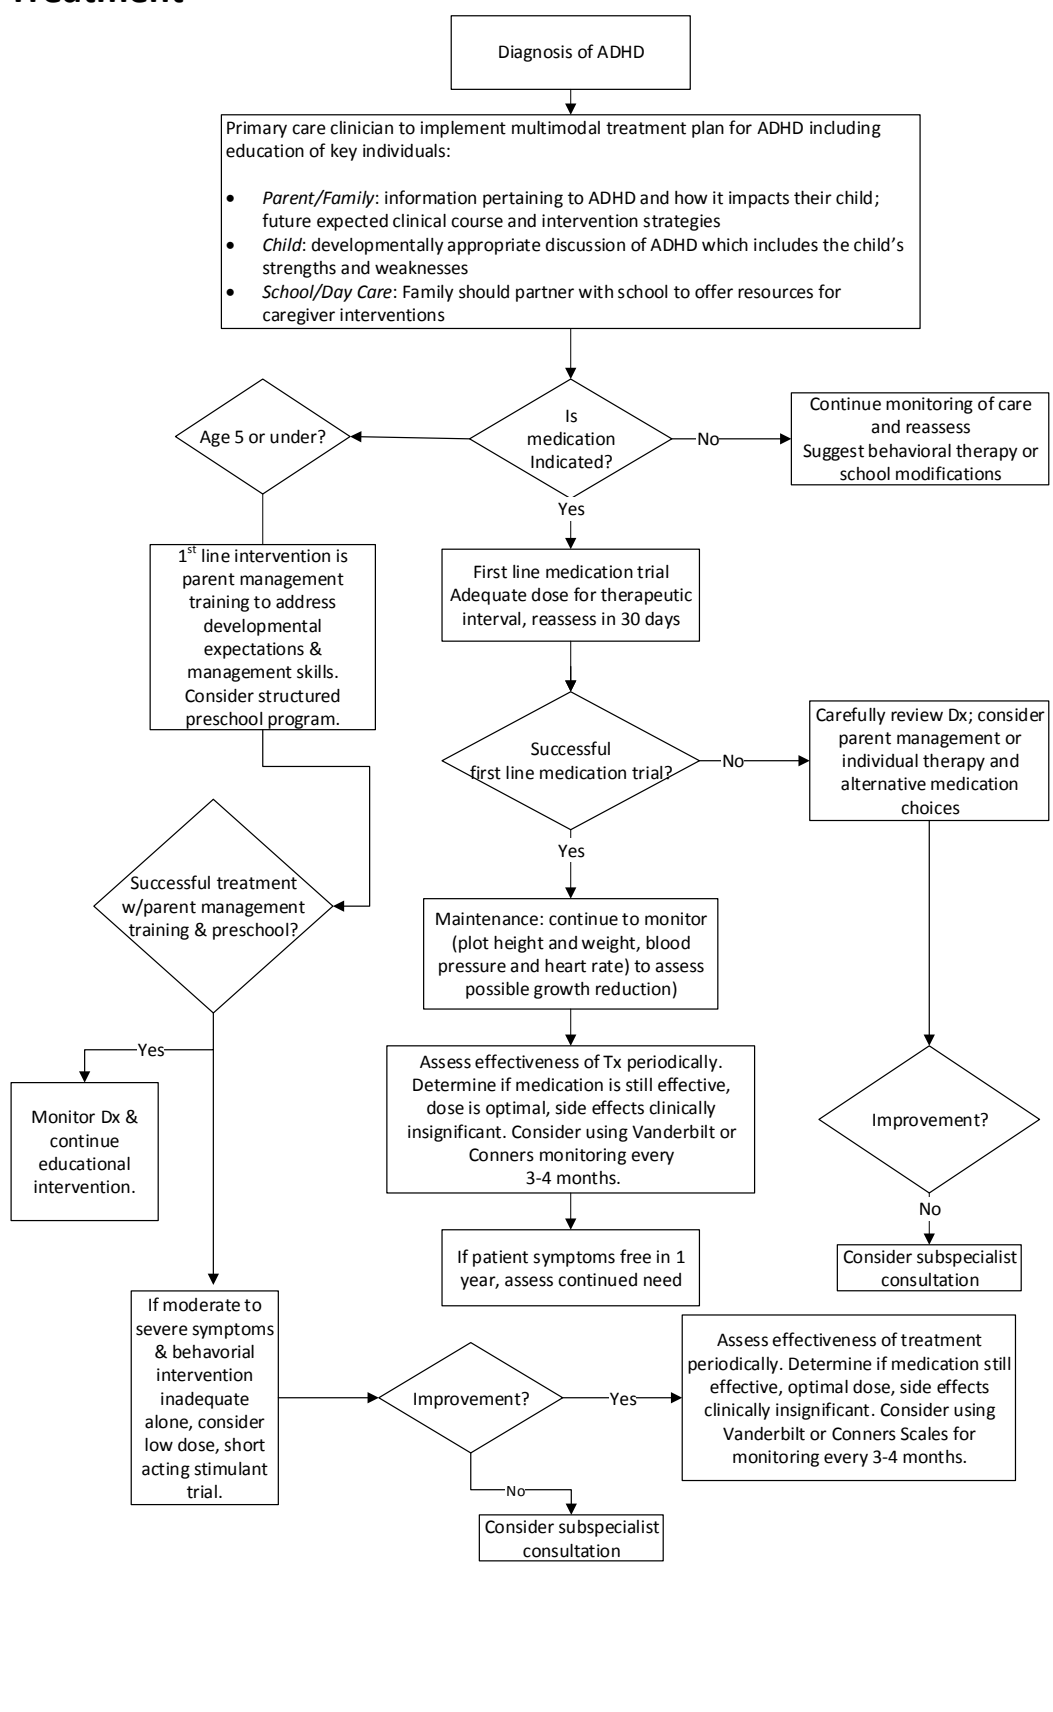 Treatment
Diagnosis of ADHD
Primary care clinician to implement multimodal treatment plan for ADHD including
education of key individuals:
• Parent/Family: information pertaining to ADHD and how it impacts their child;
future expected clinical course and intervention strategies
• Child: developmentally appropriate discussion of ADHD which includes the child's
strengths and weaknesses
• School/Day Care: Family should partner with school to offer resources for
caregiver interventions
Age 5 or under?
Is
medication
Indicated?
No
Continue monitoring of care
and reassess
Suggest behavioral therapy or
school modifications
Yes
1st line intervention is
parent management
training to address
developmental
expectations &
management skills.
Consider structured
preschool program.
First line medication trial
Adequate dose for therapeutic
interval, reassess in 30 days
Successful
first line medication trial?
No
Carefully review Dx; consider
parent management or
individual therapy and
alternative medication
choices
Yes
Successful treatment
w/parent management
training & preschool?
Maintenance: continue to monitor
(plot height and weight, blood
pressure and heart rate) to assess
possible growth reduction)
Yes
Monitor Dx &
continue
educational
intervention.
Assess effectiveness of Tx periodically.
Determine if medication is still effective,
dose is optimal, side effects clinically
insignificant. Consider using Vanderbilt or
Conners monitoring every
3-4 months.
Improvement?
No
Consider subspecialist
consultation
If patient symptoms free in 1
year, assess continued need
If moderate to
severe symptoms
& behavorial
intervention
inadequate
alone, consider
low dose, short
acting stimulant
trial.
Improvement?
Yes
Assess effectiveness of treatment
periodically. Determine if medication still
effective, optimal dose, side effects
clinically insignificant. Consider using
Vanderbilt or Conners Scales for
monitoring every 3-4 months.
No
Consider subspecialist
consultation